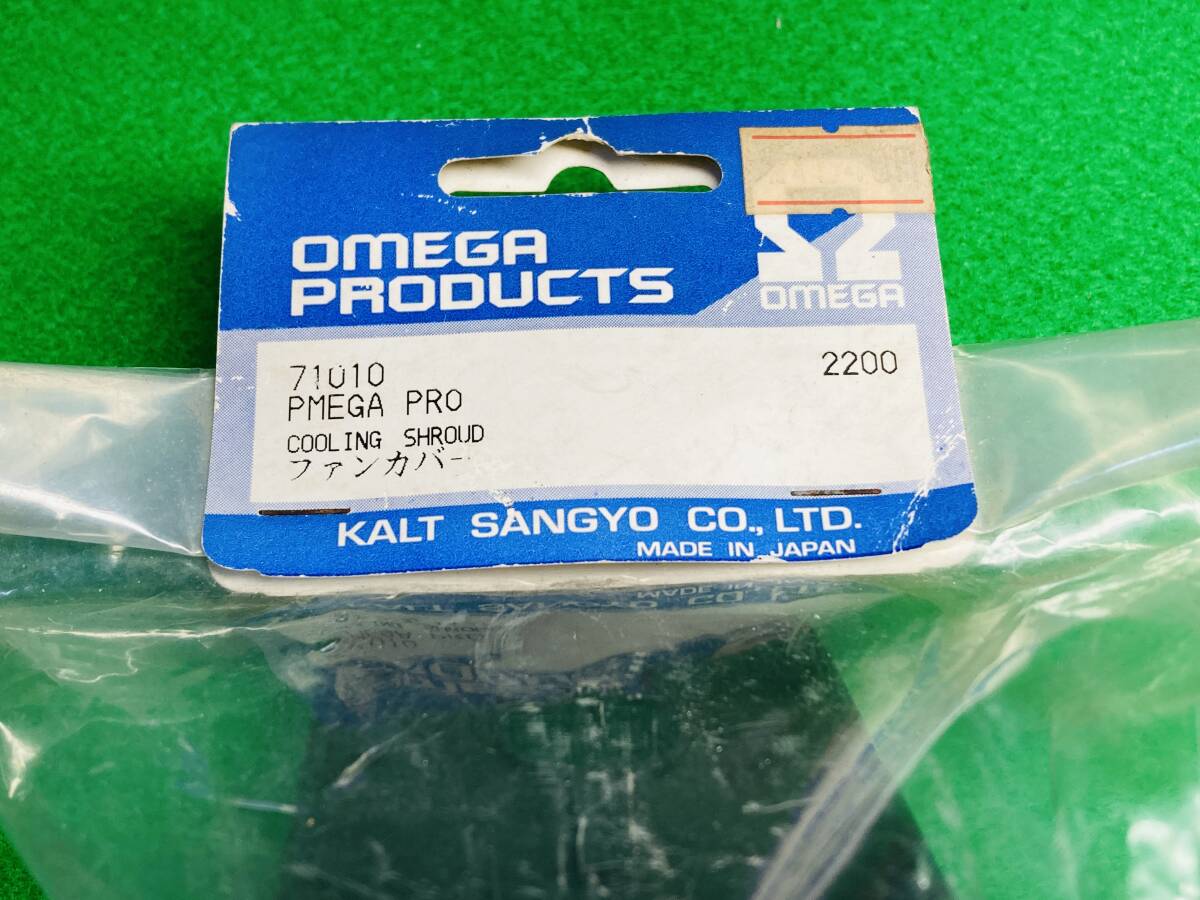 OMEGA
PRODUCTS
OMEGA
71010
2200
PMEGA PRO
COOLING SHROUD
ファンカバー
KALT SANGYO CO., LTD.
MADE IN JAPAN